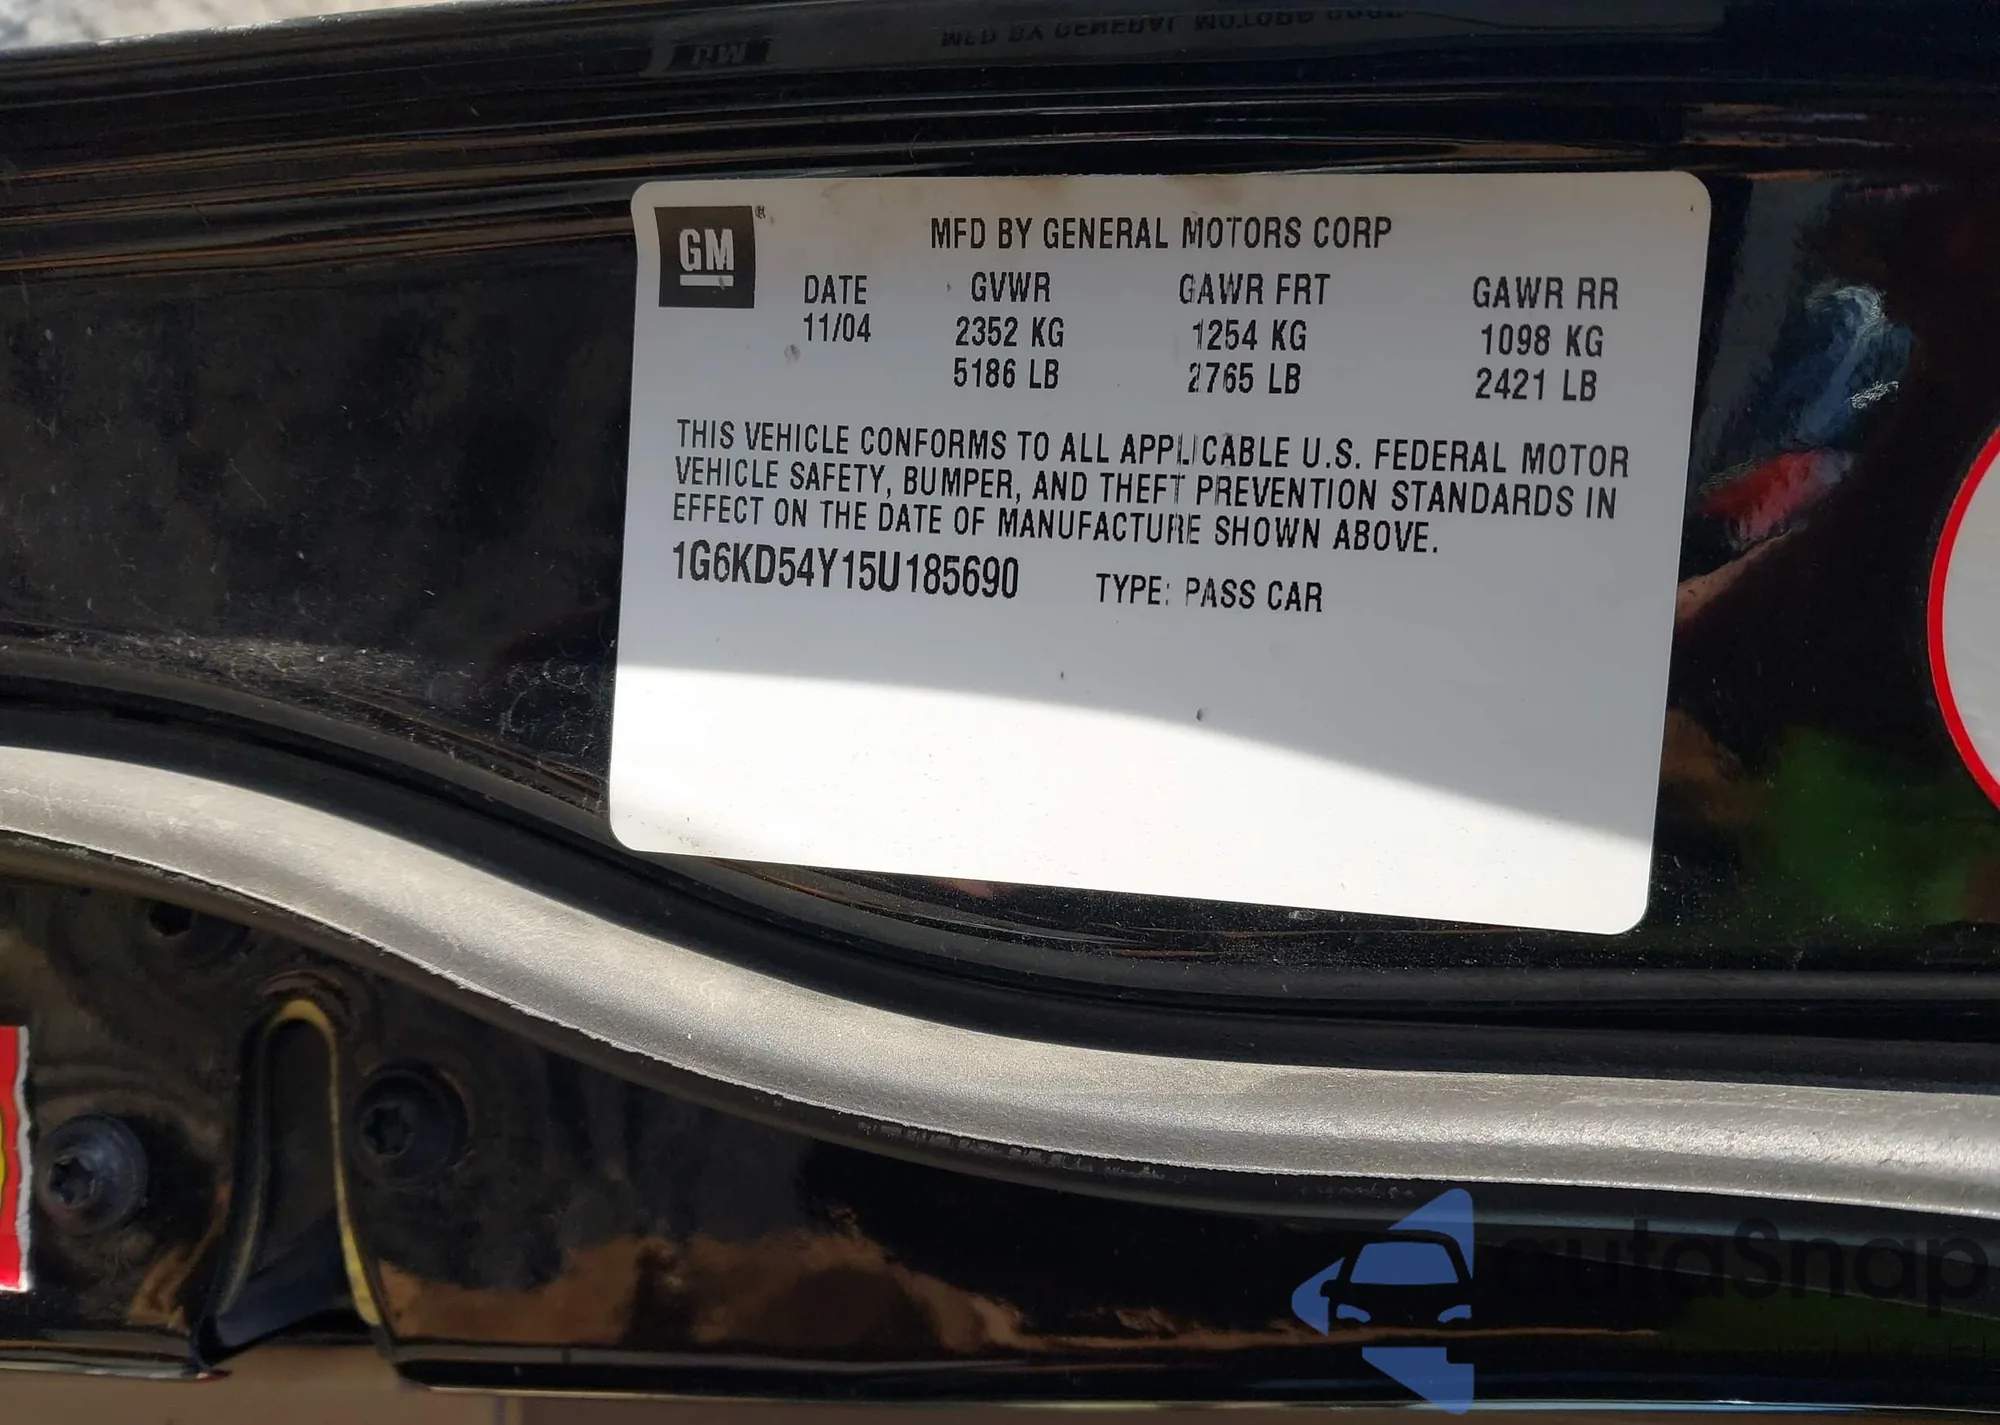 GM ®
MFD BY GENERAL MOTORS CORP
DATE GVWR GAWR FRT GAWR RR
11/04 2352 KG 1254 KG 1098 KG
5186 LB 2765 LB 2421 LB
THIS VEHICLE CONFORMS TO ALL APPLICABLE U.S. FEDERAL MOTOR
VEHICLE SAFETY, BUMPER, AND THEFT PREVENTION STANDARDS IN
EFFECT ON THE DATE OF MANUFACTURE SHOWN ABOVE.
1G6KD54Y15U185690 TYPE: PASS CAR
autoSnap